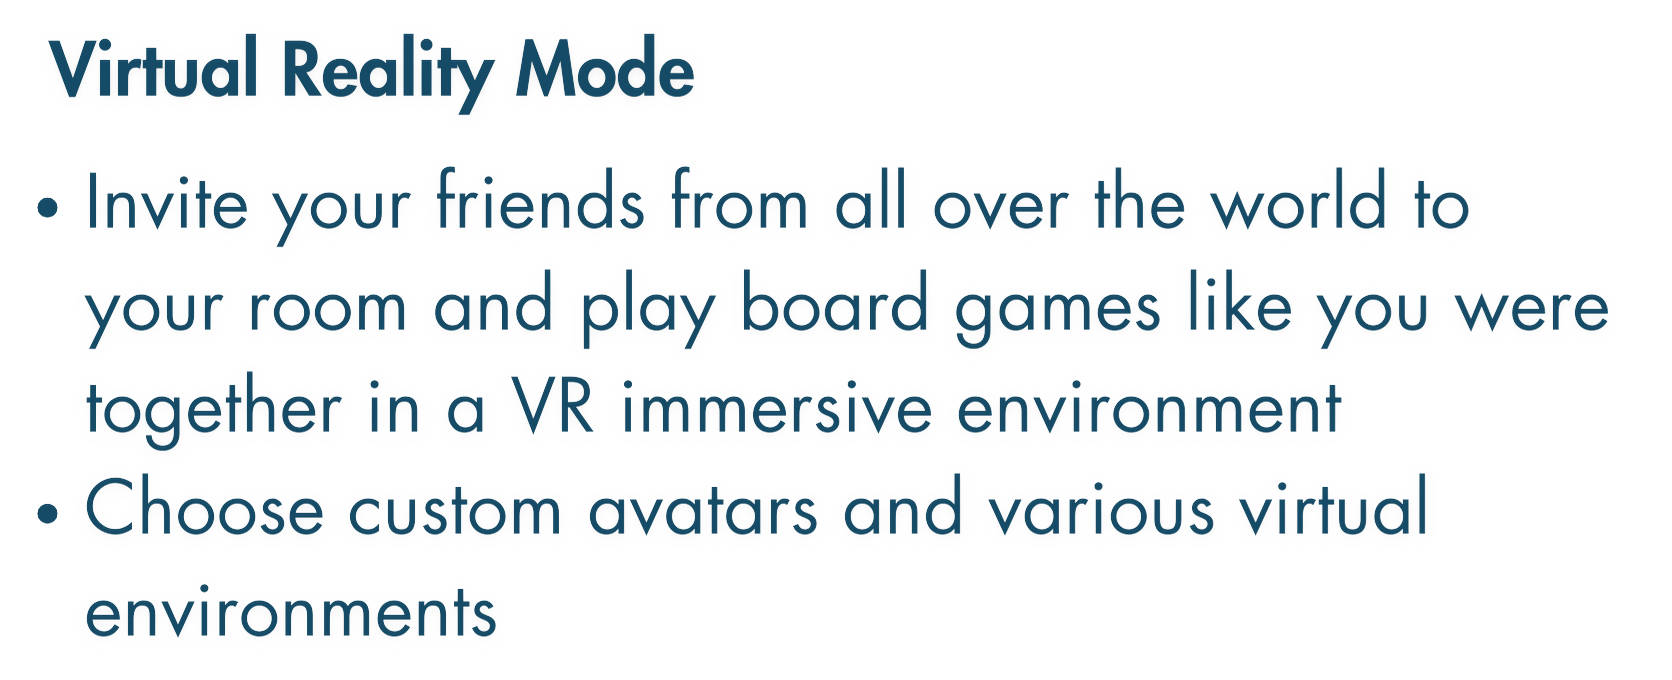 Virtual Reality Mode
• Invite your friends from all over the world to
your room and play board games like you were
together in a VR immersive environment
• Choose custom avatars and various virtual
environments